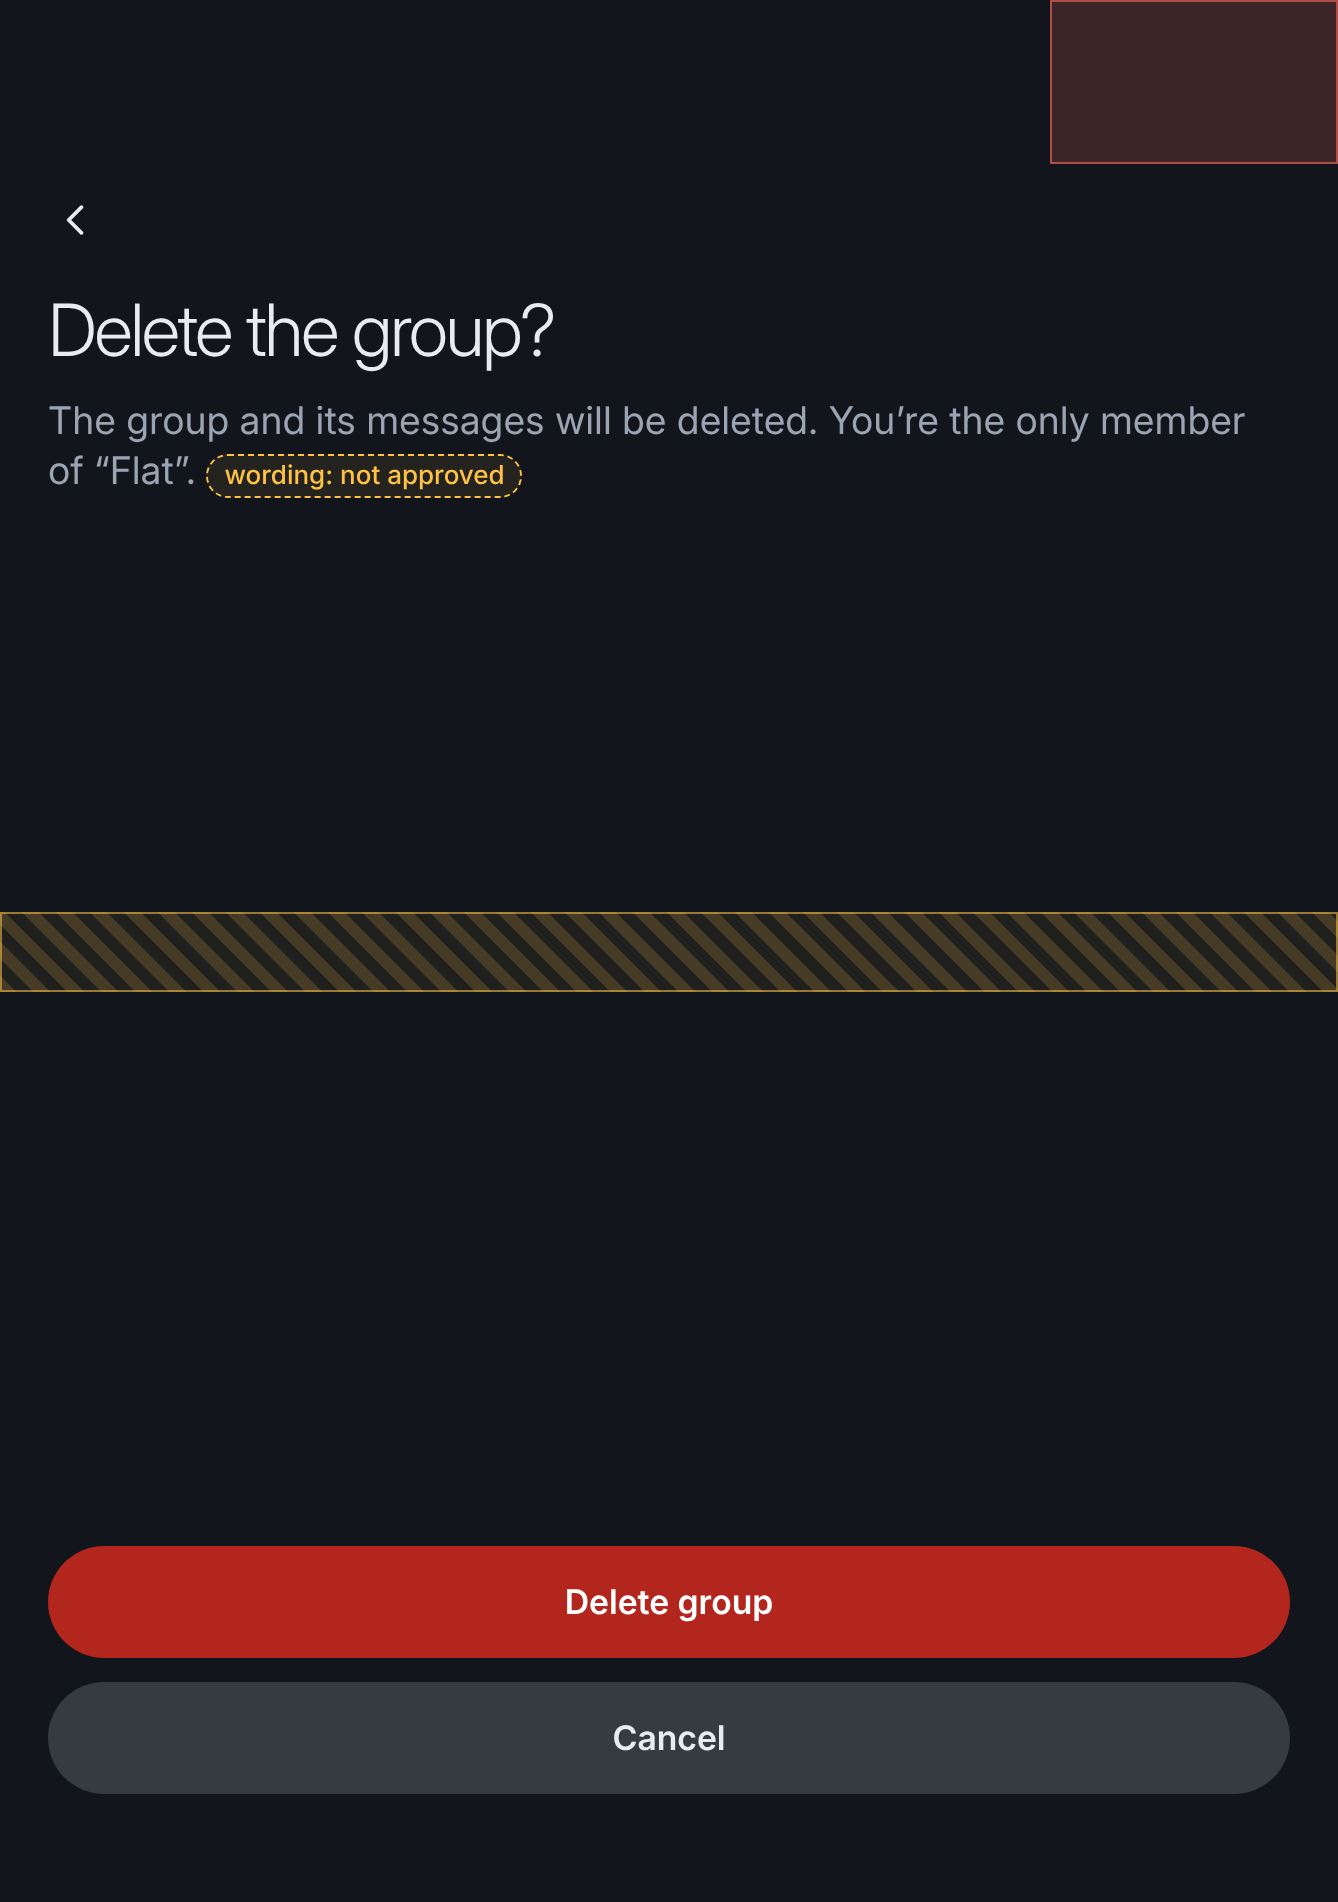 Delete the group?
The group and its messages will be deleted. You’re the only member
of “Flat”. wording: not approved
Delete group
Cancel